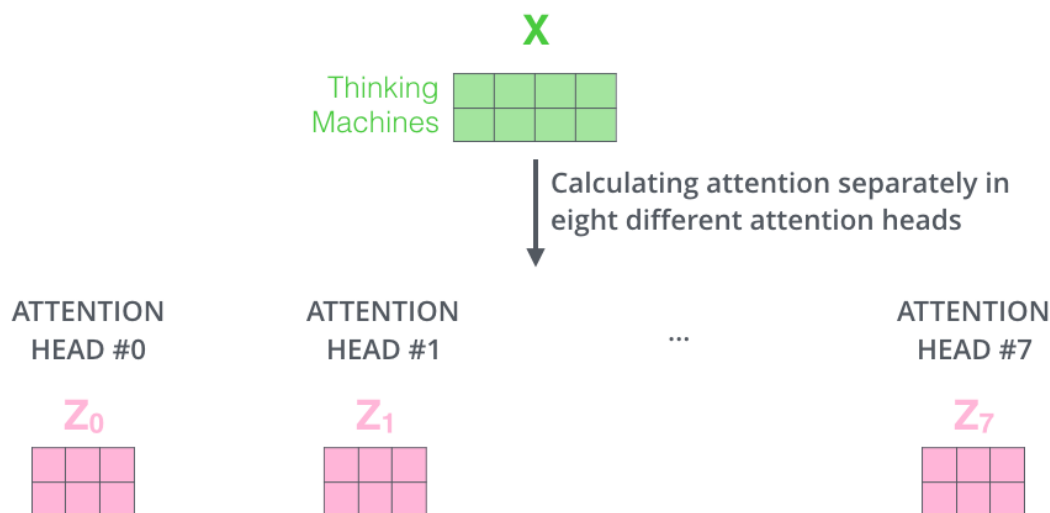 X
Thinking
Machines
Calculating attention separately in
eight different attention heads
ATTENTION
HEAD #0
ATTENTION
HEAD #1
...
ATTENTION
HEAD #7
Z₀
Z₁
Z₇